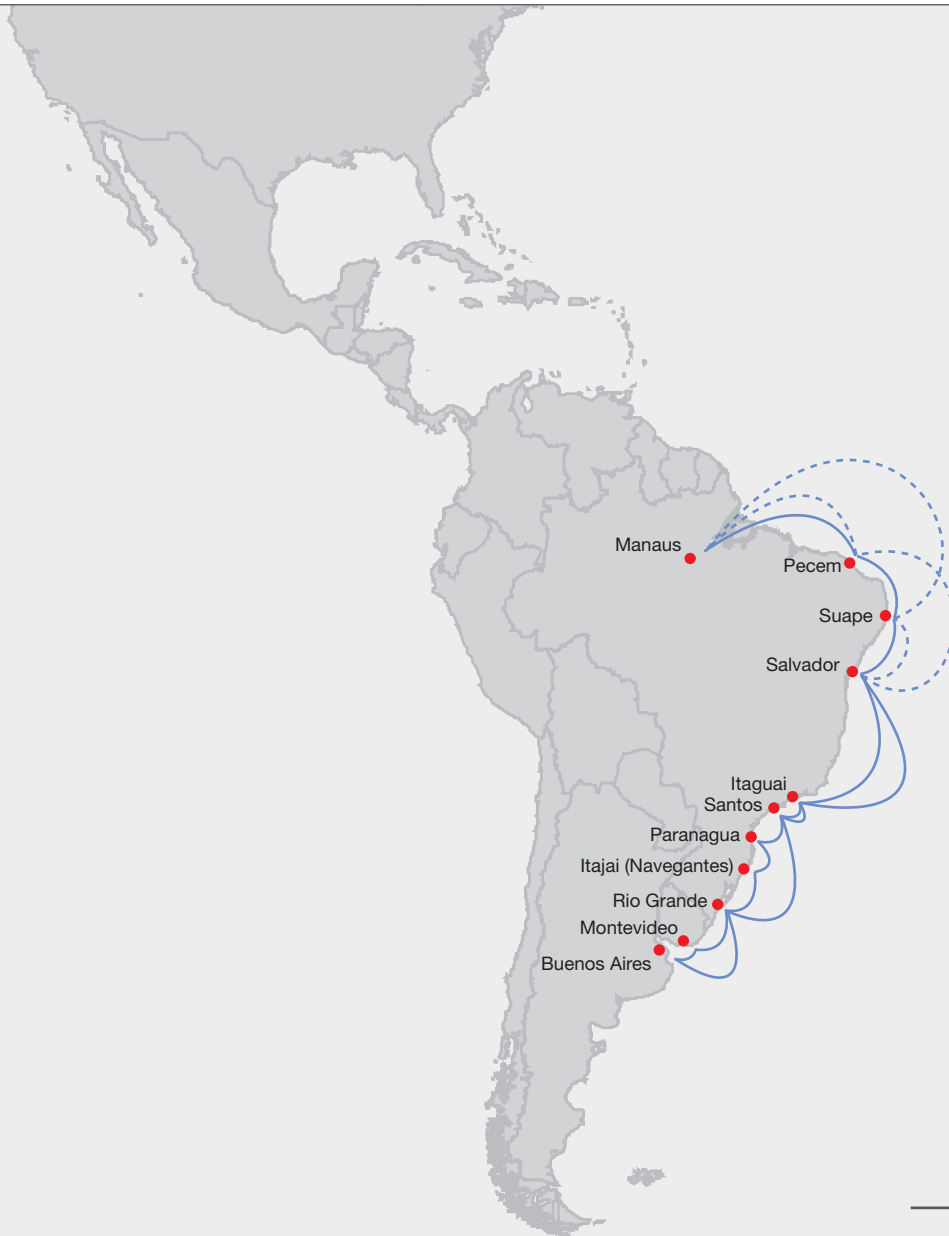 Manaus
Pecem
Suape
Salvador
Itaguai
Santos
Paranagua
Itajai (Navegantes)
Rio Grande
Montevideo
Buenos Aires